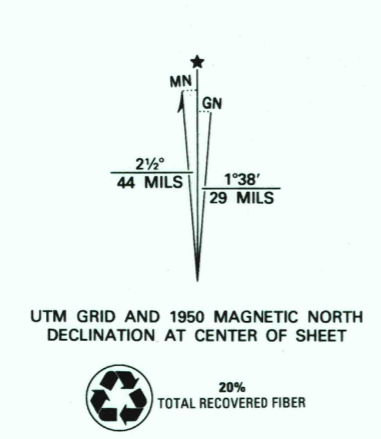 MN
GN
2½°
44 MILS
1°38′
29 MILS
UTM GRID AND 1950 MAGNETIC NORTH
DECLINATION AT CENTER OF SHEET
20%
TOTAL RECOVERED FIBER